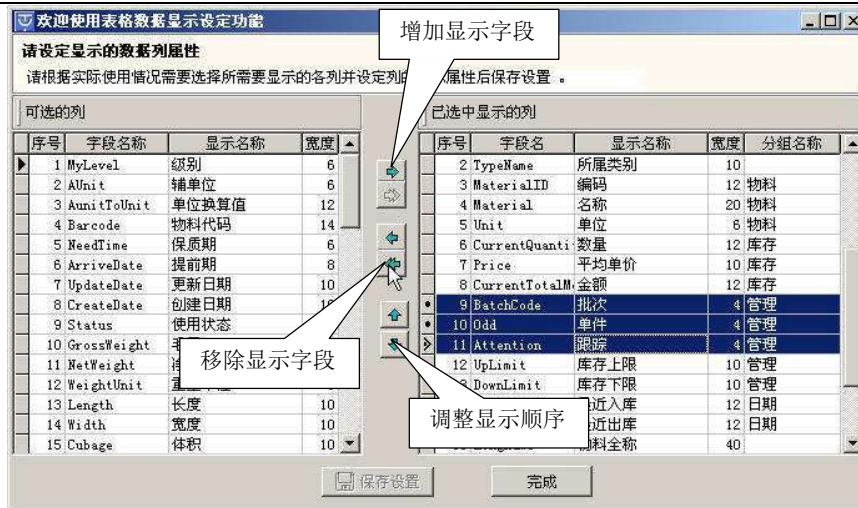 欢迎使用表格数据显示设定功能
增加显示字段
请设定显示的数据列属性
请根据实际使用情况需要选择所需要显示的各列并设定列的 属性后保存设置 。
可选的列
已选中显示的列
序号 字段名称 显示名称 宽度
1 MyLevel 级别 6
2 AUnit 辅单位 6
3 AunitToUnit 单位换算值 12
4 Barcode 物料代码 14
5 NeedTime 保质期 6
6 ArriveDate 提前期 8
7 UpdateDate 更新日期 10
8 CreateDate 创建日期
9 Status 使用状态
10 GrossWeight
11 NetWeight
12 WeightUnit
13 Length 长度 10
14 Width 宽度 10
15 Cubage 体积 10
序号 字段名 显示名称 宽度 分组名称
2 TypeName 所属类别 10
3 MaterialID 编码 12 物料
4 Material 名称 20 物料
5 Unit 单位 6 物料
6 CurrentQuanti 数量 12 库存
7 Price 平均单价 10 库存
8 CurrentTotalM 金额 12 库存
9 BatchCode 批次 4 管理
10 Odd 单件 4 管理
11 Attention 跟踪 4 管理
12 UpLimit 库存上限 10 管理
DownLimit 库存下限 10 管理
近入库 12 日期
近出库 12 日期
料全称 40
移除显示字段
调整显示顺序
保存设置
完成